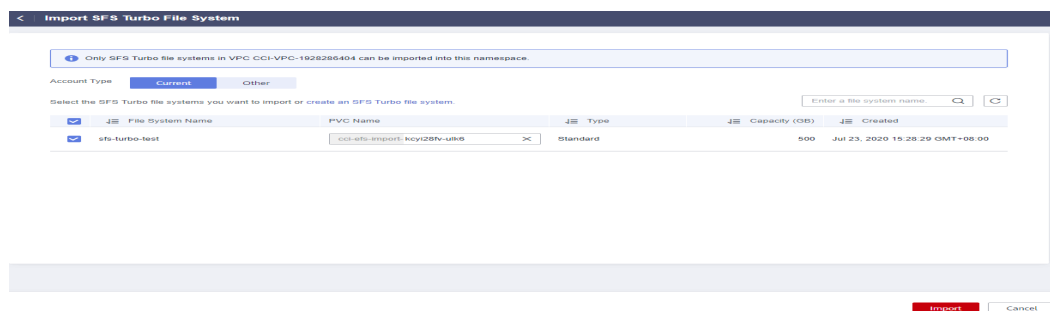 < Import SFS Turbo File System
Only SFS Turbo file systems in VPC CCI-VPC-1928286404 can be imported into this namespace.
Account Type Current Other
Select the SFS Turbo file systems you want to import or create an SFS Turbo file system. Enter a file system name.
File System Name PVC Name Type Capacity (GB) Created
sfs-turbo-test cci-efs-import-kcyi28fv-ulk6 Standard 500 Jul 23, 2020 15:28:29 GMT+08:00
Import Cancel